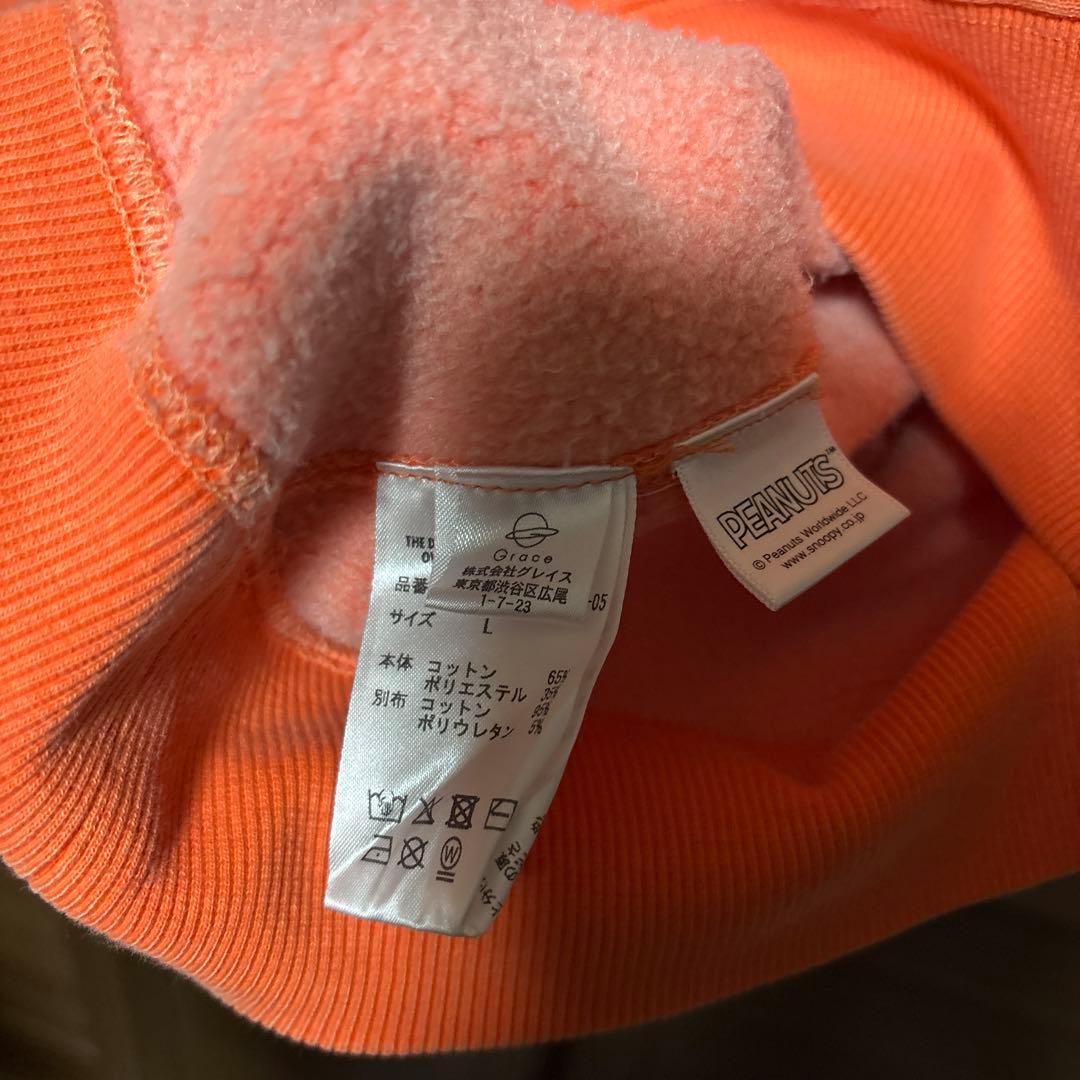 THE D
Grace
株式会社グレイス
東京都渋谷区広尾
1-7-23
品番
-05
サイズ L
本体 コットン 65%
ポリエステル 35%
別布 コットン 95%
ポリウレタン 5%
W
PEANUTS™
© Peanuts Worldwide LLC
www.snoopy.co.jp